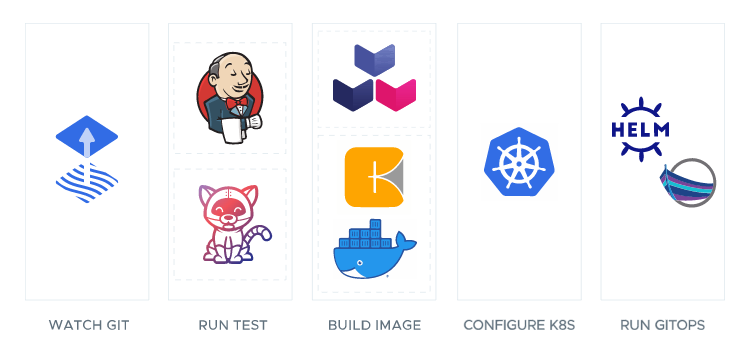 HELM
WATCH GIT
RUN TEST
BUILD IMAGE
CONFIGURE K8S
RUN GITOPS